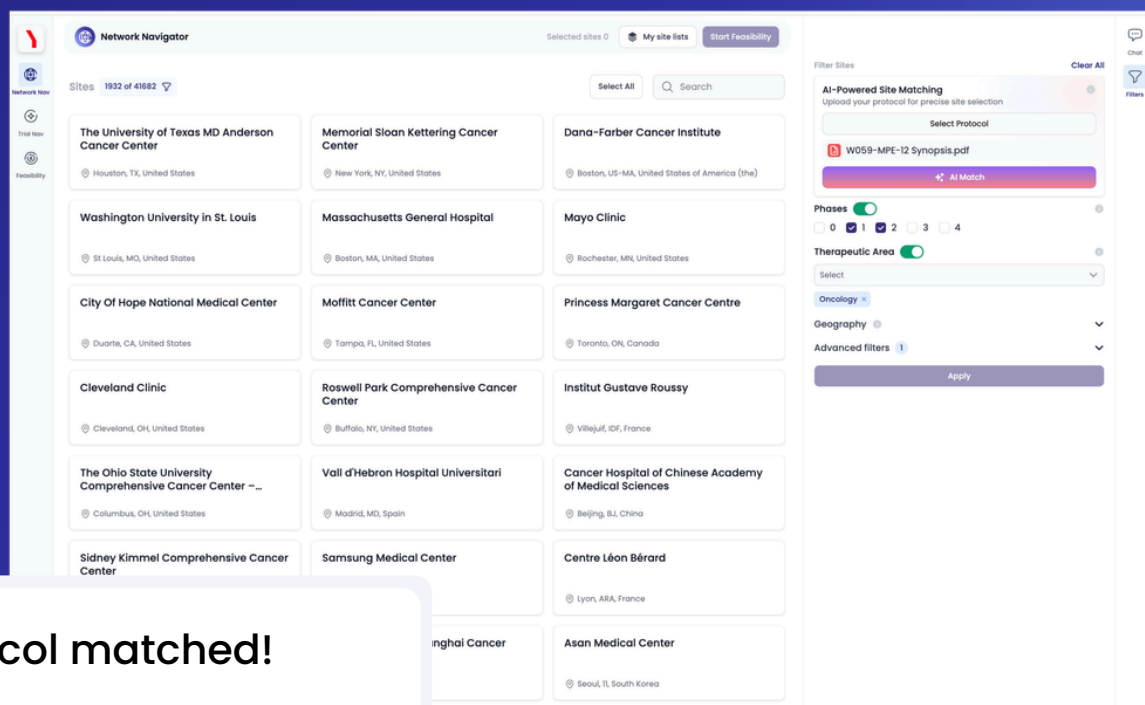 Network Navigator
Selected sites 0
My site lists
Start Feasibility
Network Nav
Trial Nav
Feasibility
Sites 1932 of 41682
Select All
Search
The University of Texas MD Anderson
Cancer Center
Houston, TX, United States
Memorial Sloan Kettering Cancer
Center
New York, NY, United States
Dana-Farber Cancer Institute
Boston, US-MA, United States of America (the)
Washington University in St. Louis
St Louis, MO, United States
Massachusetts General Hospital
Boston, MA, United States
Mayo Clinic
Rochester, MN, United States
City Of Hope National Medical Center
Duarte, CA, United States
Moffitt Cancer Center
Tampa, FL, United States
Princess Margaret Cancer Centre
Toronto, ON, Canada
Cleveland Clinic
Cleveland, OH, United States
Roswell Park Comprehensive Cancer
Center
Buffalo, NY, United States
Institut Gustave Roussy
Villejuif, IDF, France
The Ohio State University
Comprehensive Cancer Center –...
Columbus, OH, United States
Vall d'Hebron Hospital Universitari
Madrid, MD, Spain
Cancer Hospital of Chinese Academy
of Medical Sciences
Beijing, BJ, China
Sidney Kimmel Comprehensive Cancer
Center
Samsung Medical Center
Centre Léon Bérard
Lyon, ARA, France
nghai Cancer
Asan Medical Center
Seoul, 11, South Korea
col matched!
Filter Sites
Clear All
AI-Powered Site Matching
Upload your protocol for precise site selection
Select Protocol
W059-MPE-12 Synopsis.pdf
AI Match
Phases
0 1 2 3 4
Therapeutic Area
Select
Oncology ×
Geography
Advanced filters 1
Apply
Chat
Filters